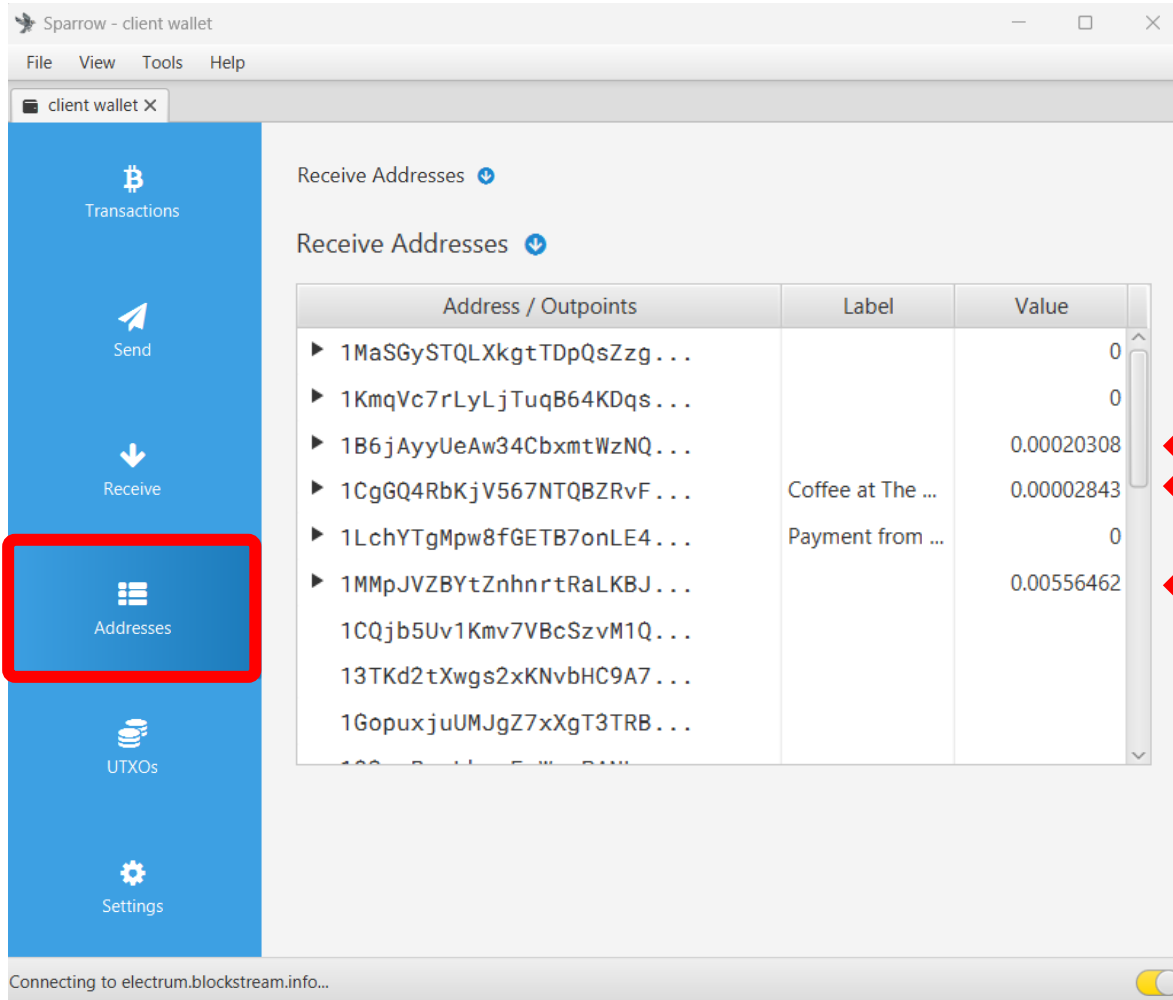 Sparrow - client wallet
File View Tools Help
client wallet
Transactions
Send
Receive
Addresses
UTXOs
Settings
Receive Addresses
Receive Addresses
Address / Outpoints Label Value
1MaSGySTQLXkgtTDpQsZzg... 0
1KmqVc7rLyLjTuqB64KDqs... 0
1B6jAyyUeAw34CbxmtWzNQ... 0.00020308
1CgGQ4RbKjV567NTQBZRvF... Coffee at The ... 0.00002843
1LchYTgMpw8fGETB7onLE4... Payment from ... 0
1MMpJVZBYtZnhnrtRaLKBJ... 0.00556462
1CQjb5Uv1Kmv7VBcSzvM1Q...
13TKd2tXwgs2xKNvbHC9A7...
1GopuxjuUMJgZ7xXgT3TRB...
Connecting to electrum.blockstream.info...